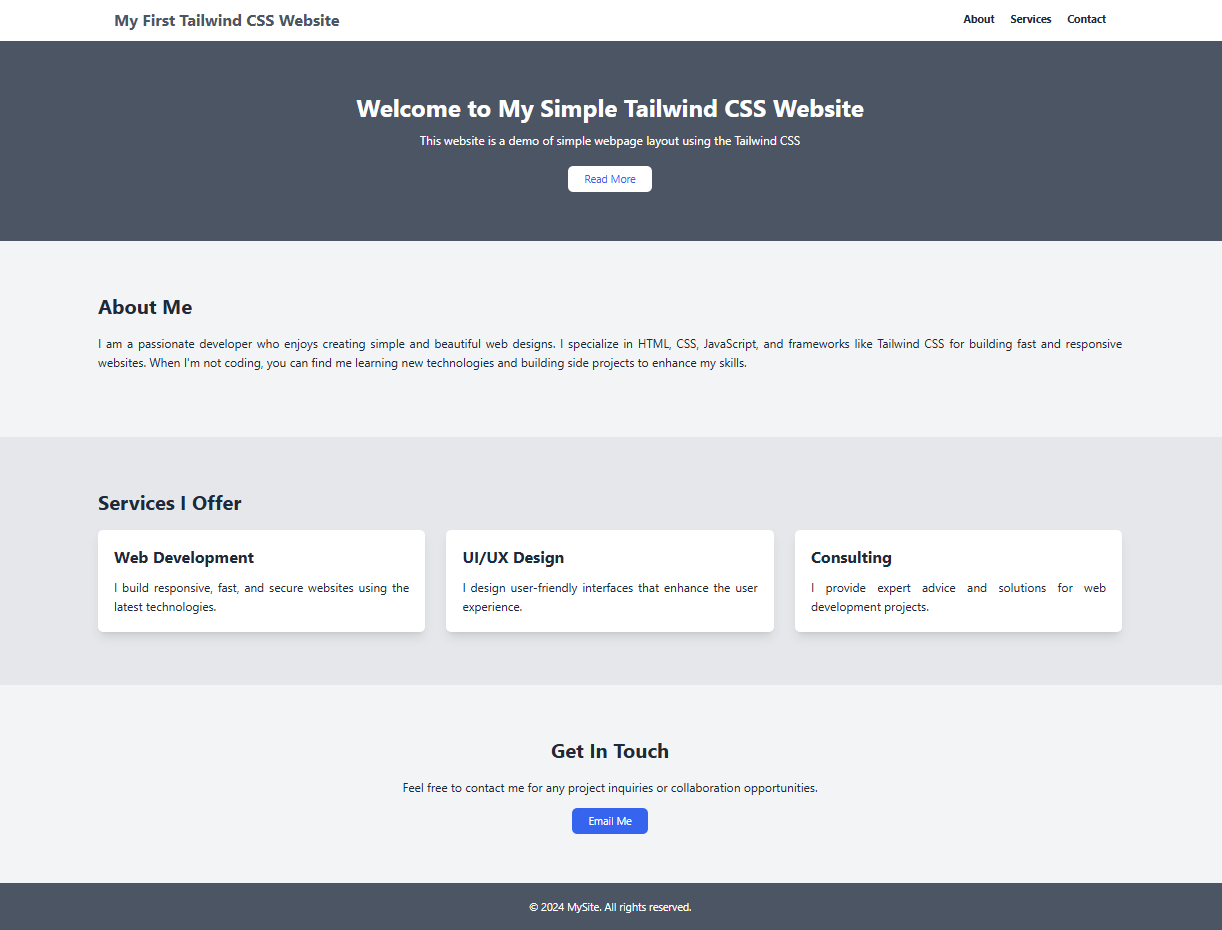 My First Tailwind CSS Website
About Services Contact
Welcome to My Simple Tailwind CSS Website
This website is a demo of simple webpage layout using the Tailwind CSS
Read More
About Me
I am a passionate developer who enjoys creating simple and beautiful web designs. I specialize in HTML, CSS, JavaScript, and frameworks like Tailwind CSS for building fast and responsive
websites. When I'm not coding, you can find me learning new technologies and building side projects to enhance my skills.
Services I Offer
Web Development
I build responsive, fast, and secure websites using the
latest technologies.
UI/UX Design
I design user-friendly interfaces that enhance the user
experience.
Consulting
I provide expert advice and solutions for web
development projects.
Get In Touch
Feel free to contact me for any project inquiries or collaboration opportunities.
Email Me
© 2024 MySite. All rights reserved.